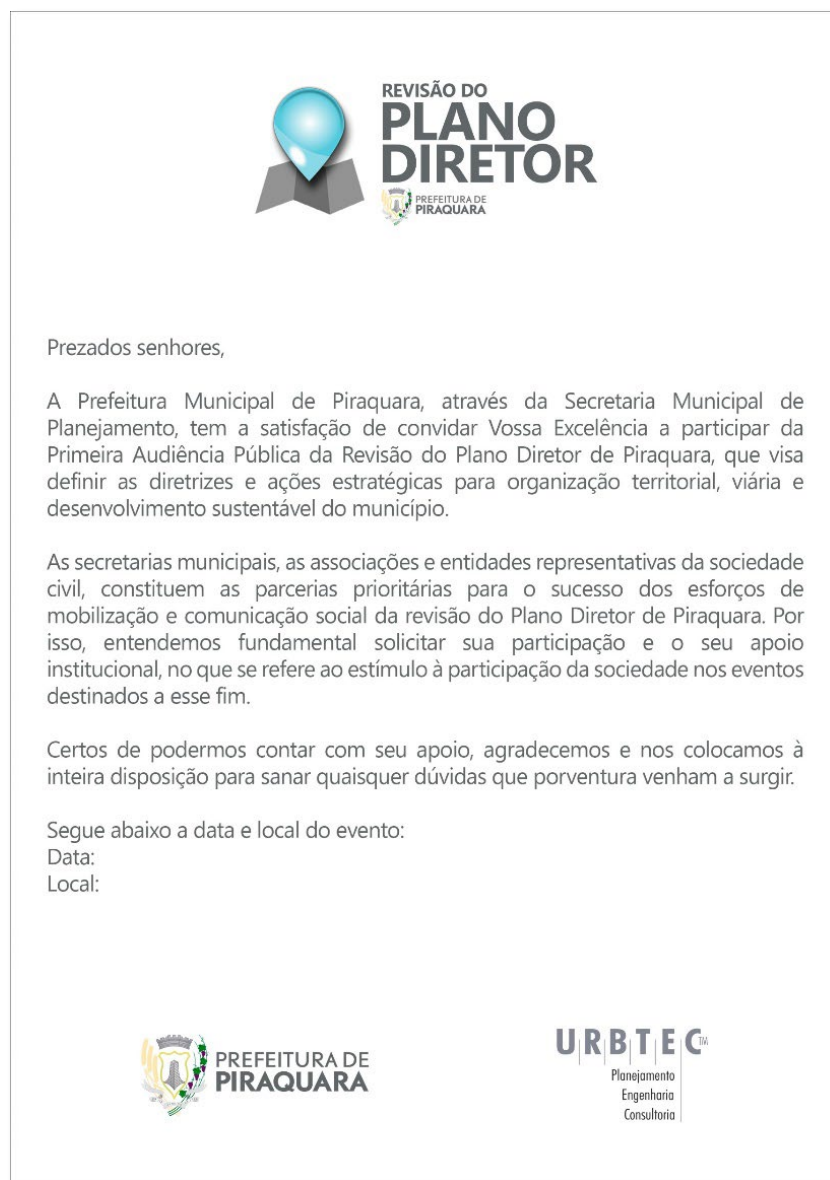 REVISÃO DO
PLANO
DIRETOR
PREFEITURA DE
PIRAQUARA
Prezados senhores,
A Prefeitura Municipal de Piraquara, através da Secretaria Municipal de
Planejamento, tem a satisfação de convidar Vossa Excelência a participar da
Primeira Audiência Pública da Revisão do Plano Diretor de Piraquara, que visa
definir as diretrizes e ações estratégicas para organização territorial, viária e
desenvolvimento sustentável do município.
As secretarias municipais, as associações e entidades representativas da sociedade
civil, constituem as parcerias prioritárias para o sucesso dos esforços de
mobilização e comunicação social da revisão do Plano Diretor de Piraquara. Por
isso, entendemos fundamental solicitar sua participação e o seu apoio
institucional, no que se refere ao estímulo à participação da sociedade nos eventos
destinados a esse fim.
Certos de podermos contar com seu apoio, agradecemos e nos colocamos à
inteira disposição para sanar quaisquer dúvidas que porventura venham a surgir.
Segue abaixo a data e local do evento:
Data:
Local:
PREFEITURA DE
PIRAQUARA
URBTEC™
Planejamento
Engenharia
Consultoria